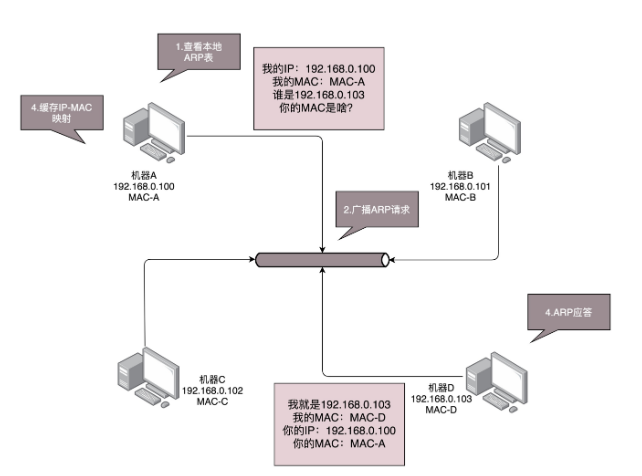 1.查看本地
ARP表
我的IP：192.168.0.100
我的MAC：MAC-A
谁是192.168.0.103
你的MAC是啥？
4.缓存IP-MAC
映射
机器A
192.168.0.100
MAC-A
机器B
192.168.0.101
MAC-B
2.广播ARP请求
4.ARP应答
机器C
192.168.0.102
MAC-C
机器D
192.168.0.103
MAC-D
我就是192.168.0.103
我的MAC：MAC-D
你的IP：192.168.0.100
你的MAC：MAC-A